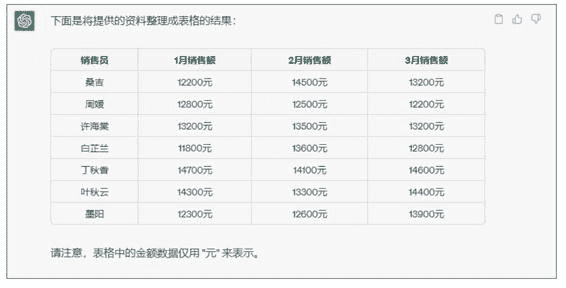 下面是将提供的资料整理成表格的结果：
销售员 1月销售额 2月销售额 3月销售额
桑吉 12200元 14500元 13200元
周媛 12800元 12500元 12200元
许海棠 13200元 13500元 13200元
白芷兰 11800元 13600元 12800元
丁秋香 14700元 14100元 14600元
叶秋云 14300元 13300元 14400元
墨阳 12300元 12600元 13900元
请注意，表格中的金额数据仅用 "元" 来表示。